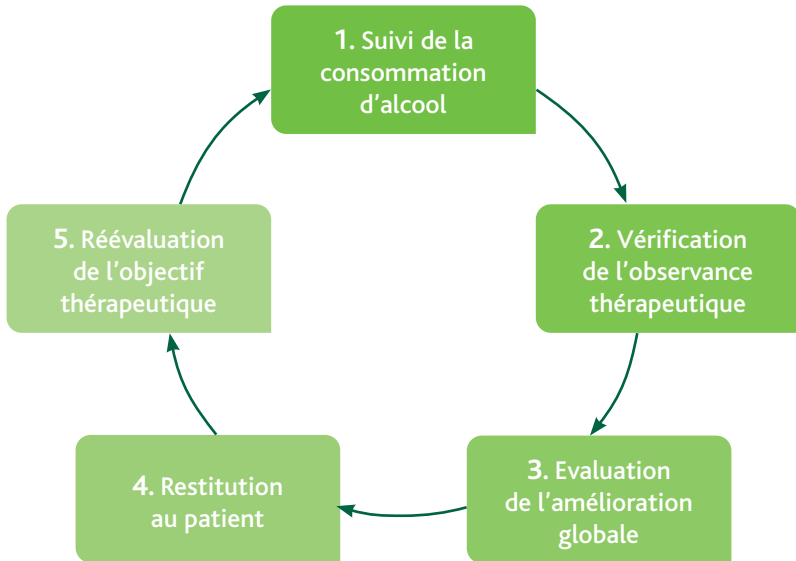 1. Suivi de la
consommation
d’alcool
2. Vérification
de l’observance
thérapeutique
3. Evaluation
de l’amélioration
globale
4. Restitution
au patient
5. Réévaluation
de l’objectif
thérapeutique